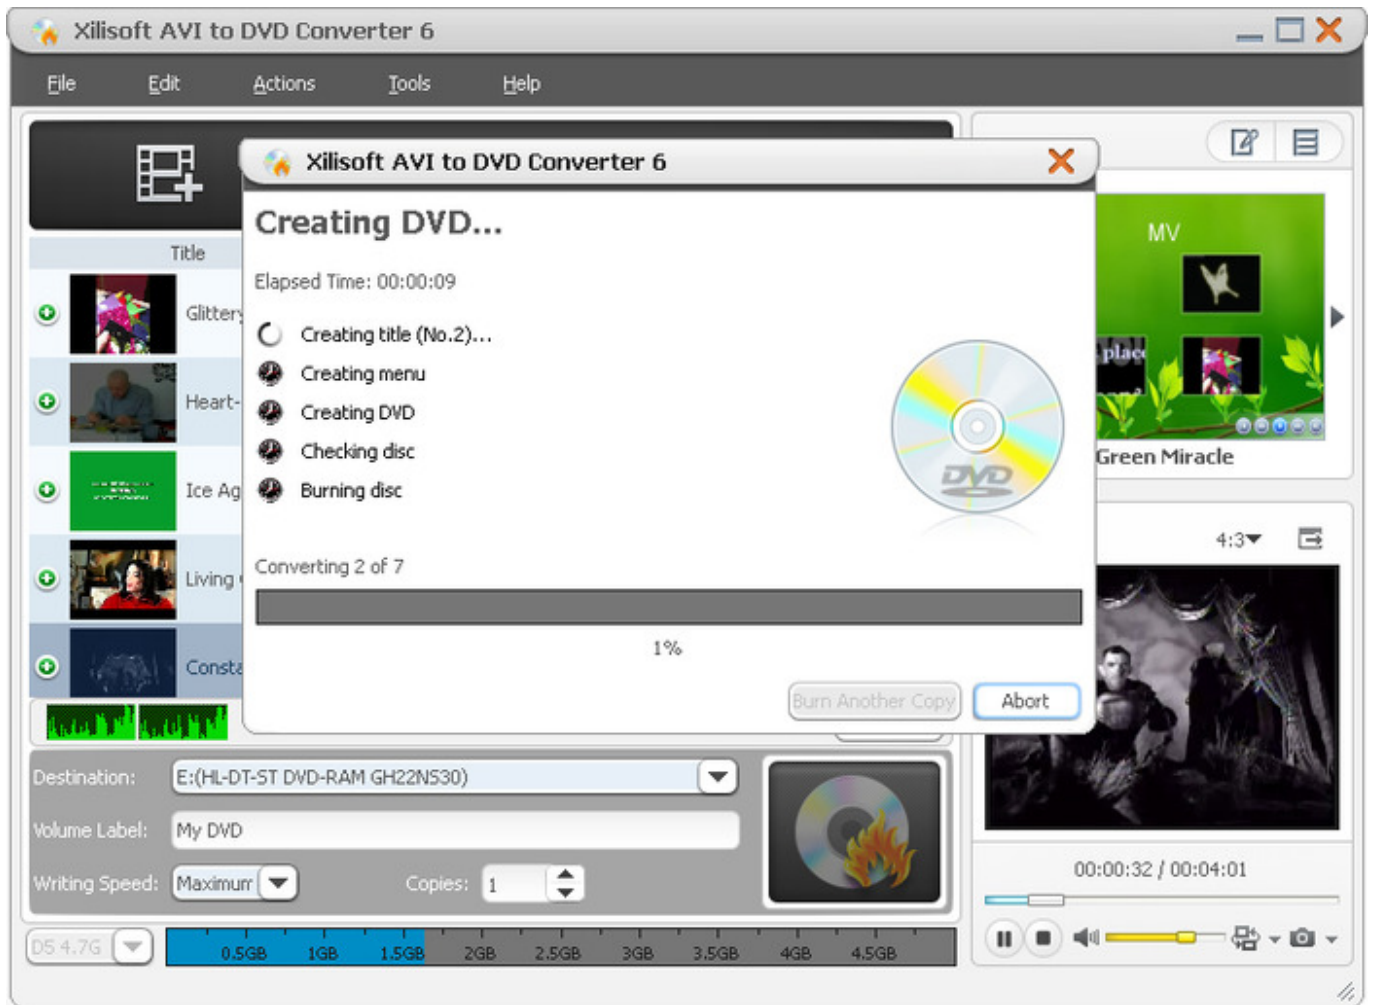 Xilisoft AVI to DVD Converter 6
File Edit Actions Tools Help
Xilisoft AVI to DVD Converter 6
Creating DVD...
Elapsed Time: 00:00:09
Creating title (No.2)...
Creating menu
Creating DVD
Checking disc
Burning disc
DVD
Converting 2 of 7
1%
Burn Another Copy Abort
Title
Glittery
Heart-
Ice Ag
Living
Consta
MV
place
Green Miracle
4:3
00:00:32 / 00:04:01
Destination: E:(HL-DT-ST DVD-RAM GH22NS30)
Volume Label: My DVD
Writing Speed: Maximum Copies: 1
D5 4.7G 0.5GB 1GB 1.5GB 2GB 2.5GB 3GB 3.5GB 4GB 4.5GB